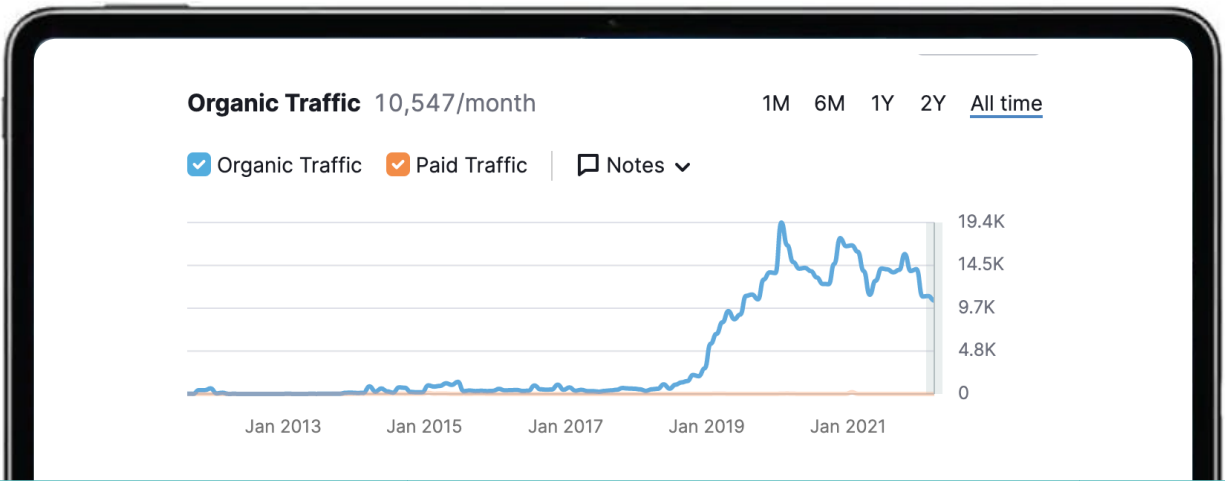 Organic Traffic 10,547/month 1M 6M 1Y 2Y All time
Organic Traffic Paid Traffic Notes
19.4K
14.5K
9.7K
4.8K
0
Jan 2013 Jan 2015 Jan 2017 Jan 2019 Jan 2021